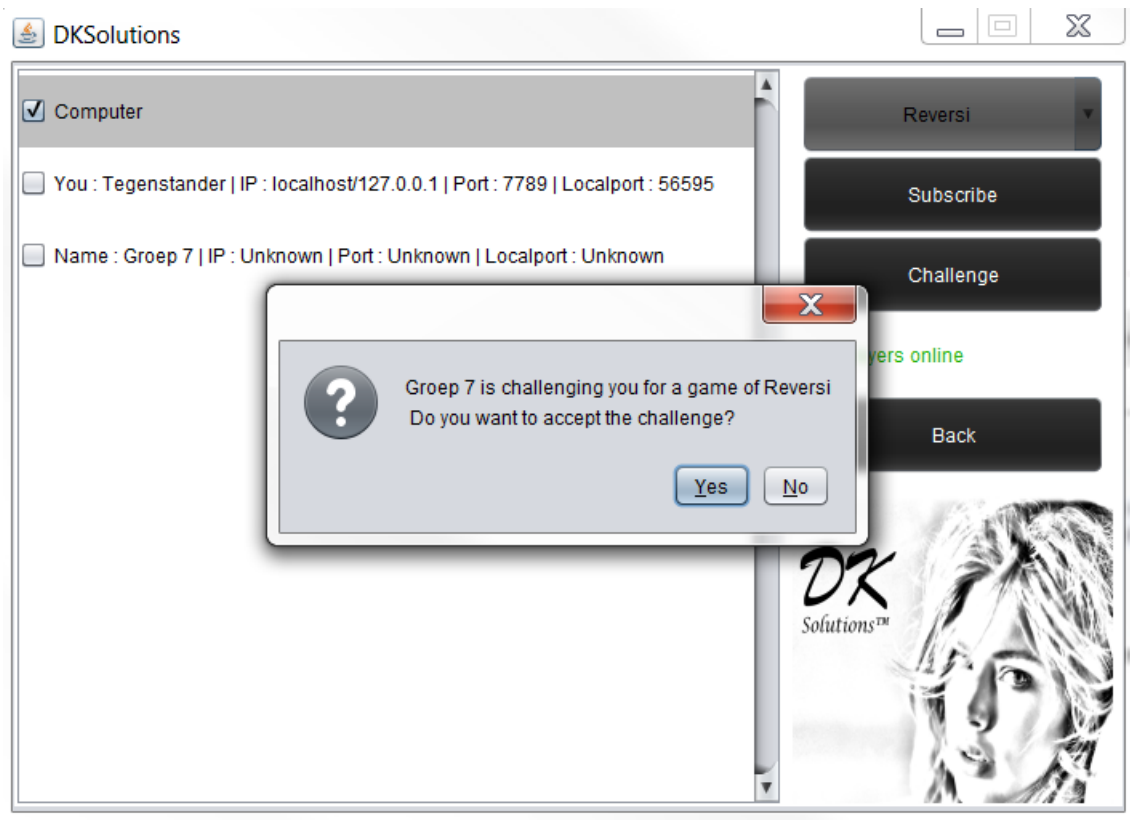 DKSolutions
Computer
You : Tegenstander | IP : localhost/127.0.0.1 | Port : 7789 | Localport : 56595
Name : Groep 7 | IP : Unknown | Port : Unknown | Localport : Unknown
Reversi
Subscribe
Challenge
online
Back
Groep 7 is challenging you for a game of Reversi
Do you want to accept the challenge?
Yes
No
DK
Solutions™